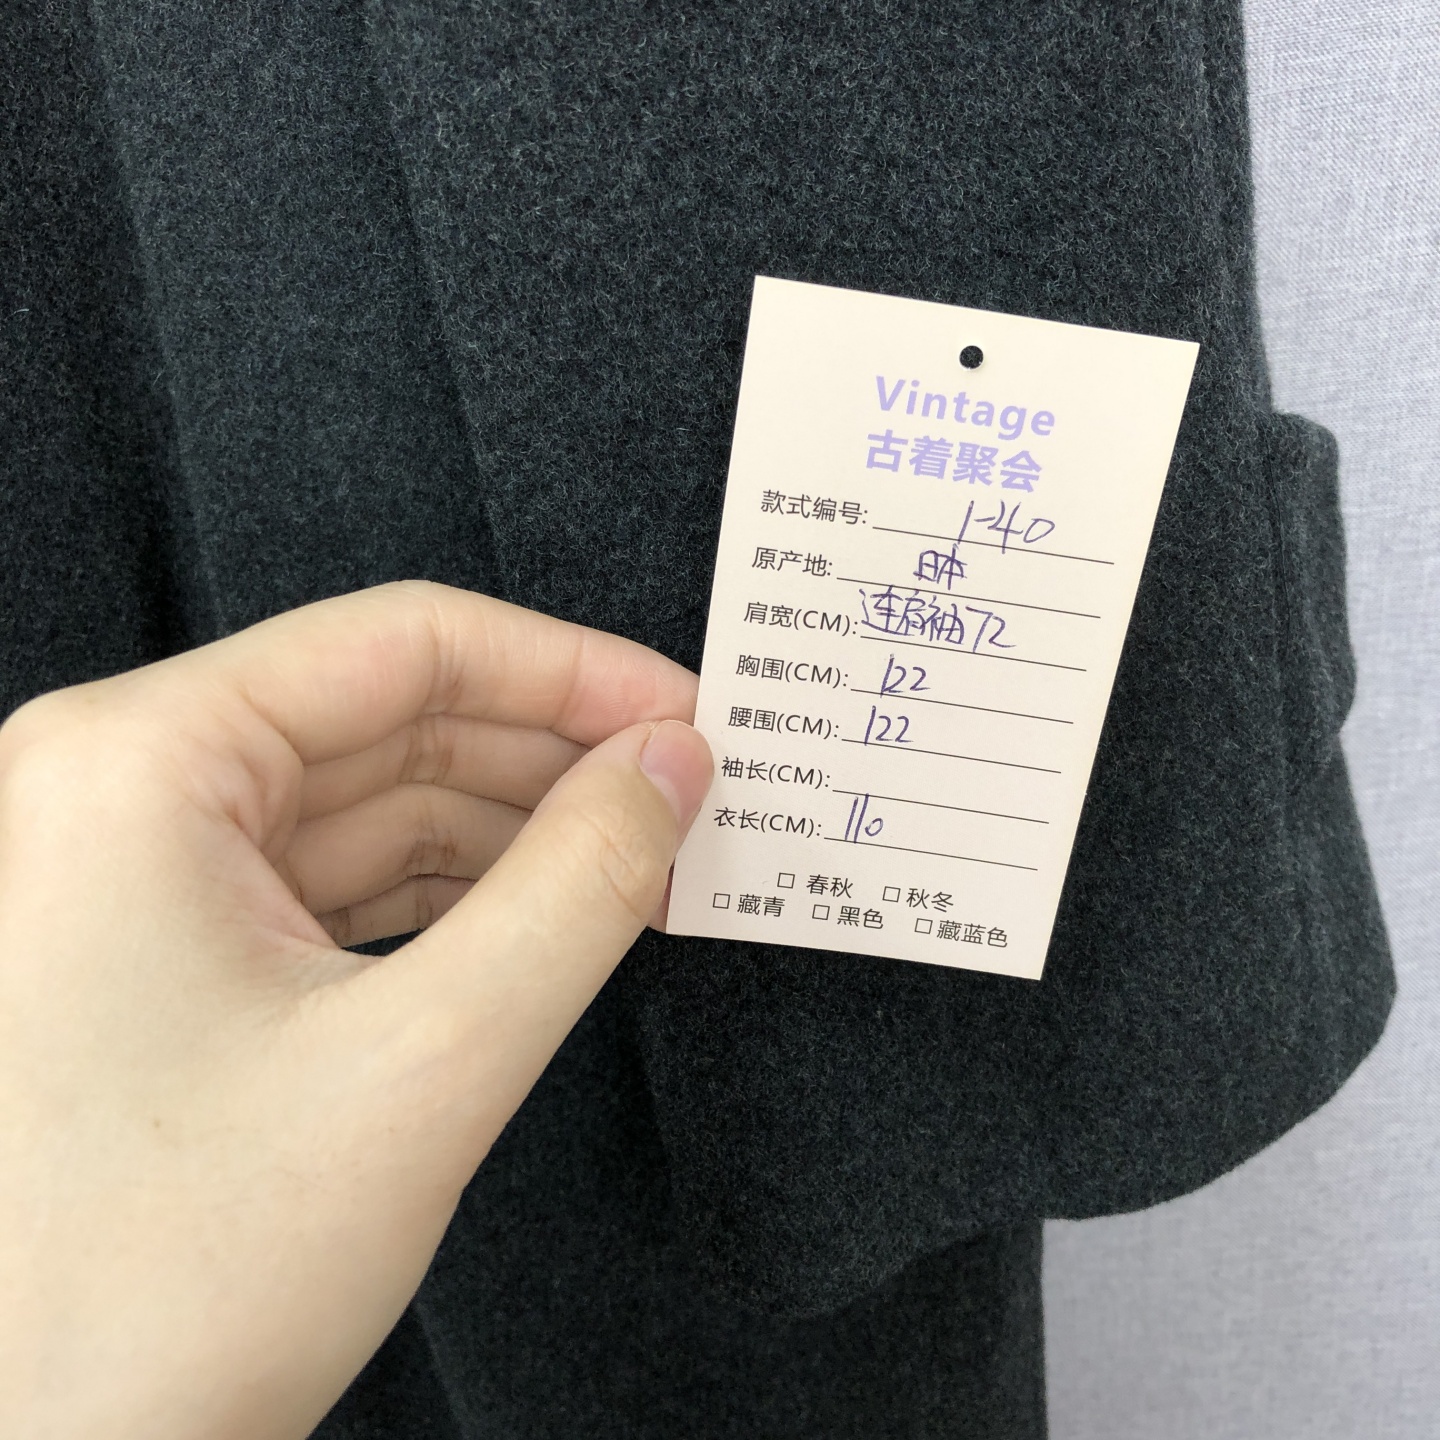 Vintage
古着聚会
款式编号: 1-40
原产地: 日本
肩宽(CM): 连肩袖72
胸围(CM): 122
腰围(CM): 122
袖长(CM):
衣长(CM): 110
□ 春秋 □ 秋冬
□ 藏青 □ 黑色 □ 藏蓝色